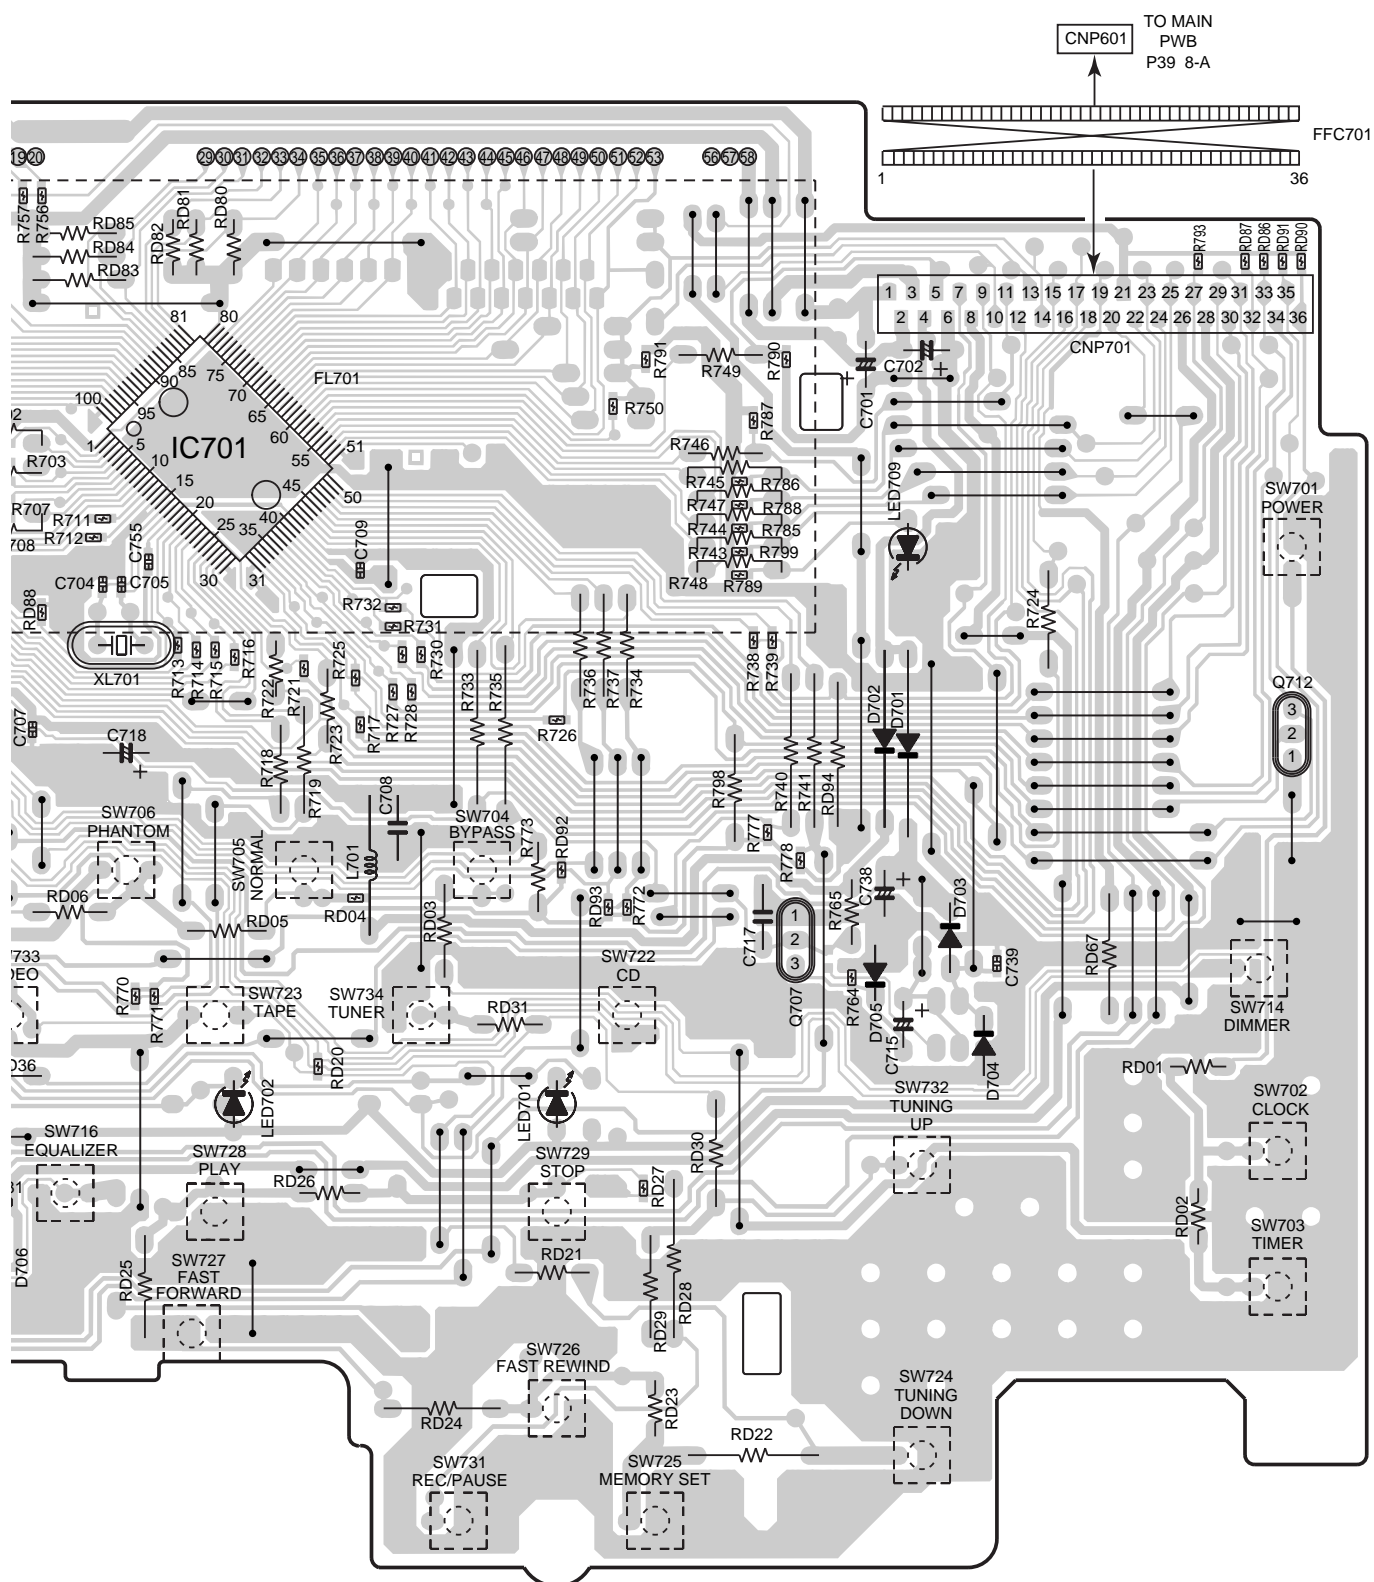 TO MAIN
PWB
P39 8-A
CNP601
FFC701
1 36
19 20 29 30 31 32 33 34 35 36 37 38 39 40 41 42 43 44 45 46 47 48 49 50 51 52 53 56 57 58
R757
R756
RD85
RD84
RD83
RD82
RD81
RD80
R793
RD87
RD86
RD91
RD90
1 3 5 7 9 11 13 15 17 19 21 23 25 27 29 31 33 35
2 4 6 8 10 12 14 16 18 20 22 24 26 28 30 32 34 36
CNP701
81 80
85 75
90 70
95 65
100 60
1 55
5 51
10 50
15 45
20 40
25 35
30 31
IC701
FL701
R791
R749
R790
C701
C702
R750
R787
R703
R707
R711
R712
C755
C704
C705
C709
R746
R745
R786
R747
R788
R744
R785
R743
R799
R748
R789
LED709
SW701
POWER
RD88
R732
R731
R724
XL701
R713
R714
R715
R716
R722
R721
R725
R723
R717
R727
R728
R730
R733
R735
R736
R737
R734
R738
R739
D702
D701
Q712
3
2
1
C707
C718
R718
R719
C708
R726
R798
R740
R741
RD94
SW706
PHANTOM
SW705
NORMAL
L701
SW704
BYPASS
R773
RD92
R777
R778
RD06
RD05
RD04
RD03
RD93
R772
C717
1
2
3
Q707
R765
C738
D703
C739
RD67
733
DEO
R770
R771
SW723
TAPE
SW734
TUNER
RD31
SW722
CD
R764
D705
C715
D704
SW714
DIMMER
D36
RD20
RD01
LED702
LED701
SW732
TUNING
UP
SW702
CLOCK
SW716
EQUALIZER
SW728
PLAY
RD26
SW729
STOP
RD27
RD30
RD02
SW703
TIMER
D706
RD25
SW727
FAST
FORWARD
RD21
RD29
RD28
SW726
FAST REWIND
RD24
RD23
RD22
SW724
TUNING
DOWN
SW731
REC/PAUSE
SW725
MEMORY SET